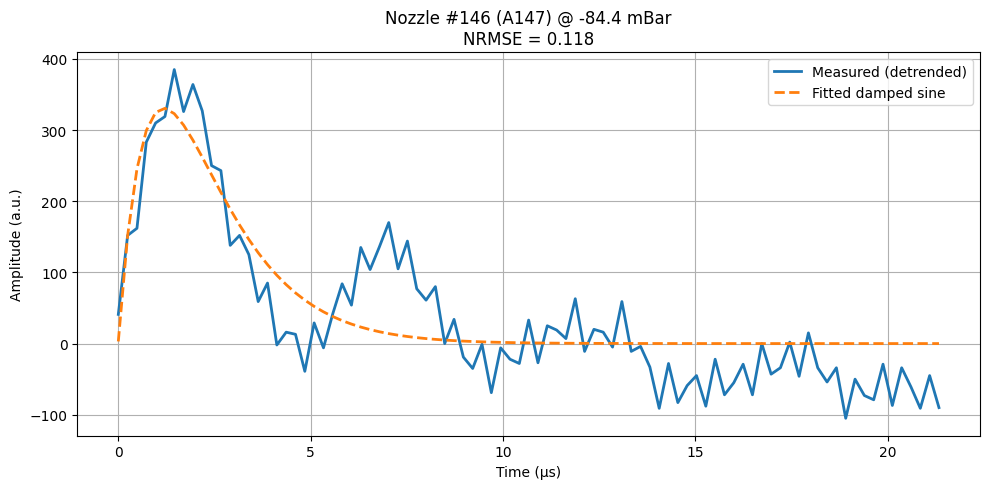 Nozzle #146 (A147) @ -84.4 mBar
NRMSE = 0.118
Measured (detrended)
Fitted damped sine
Amplitude (a.u.)
400
300
200
100
0
−100
0
5
10
15
20
Time (μs)